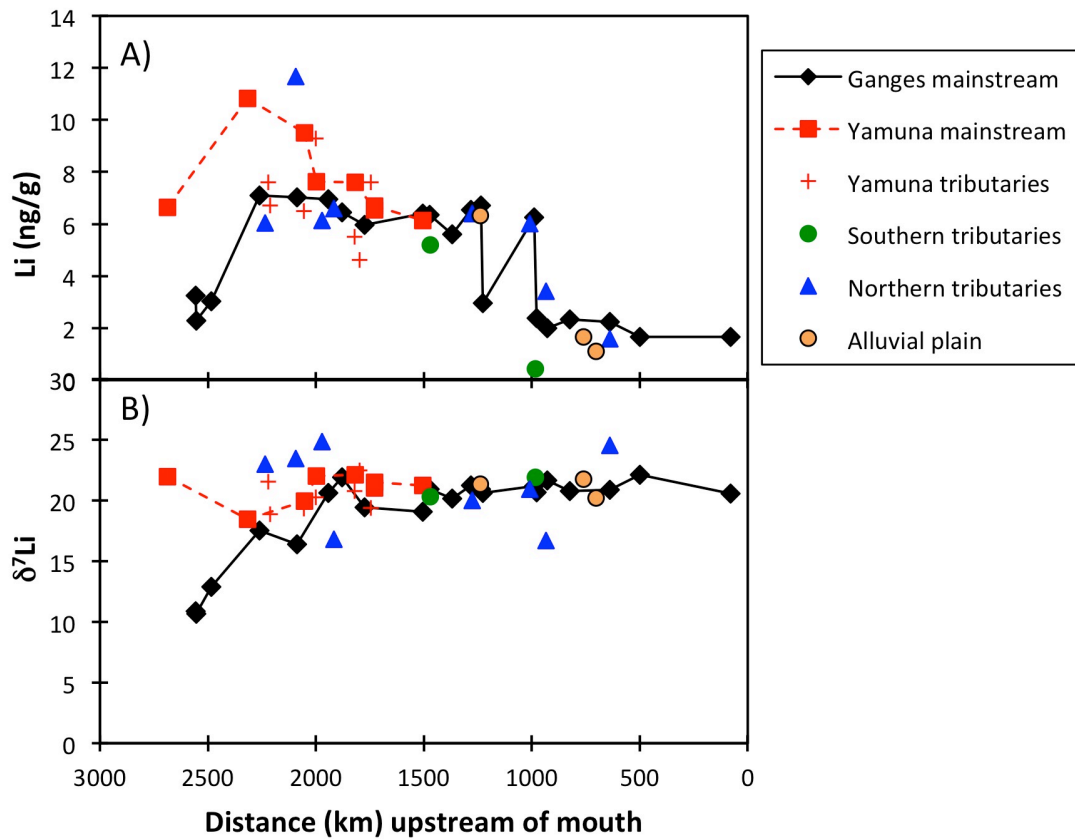 14
12
10
8
6
4
2
0
A)
Li (ng/g)
Ganges mainstream
Yamuna mainstream
Yamuna tributaries
Southern tributaries
Northern tributaries
Alluvial plain
30
25
20
15
10
5
0
B)
δ⁷Li
3000 2500 2000 1500 1000 500 0
Distance (km) upstream of mouth